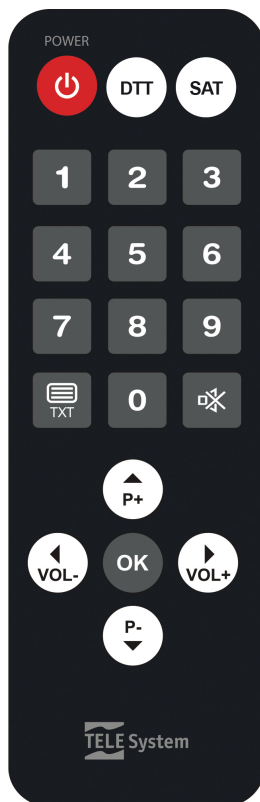 POWER
DTT SAT
1 2 3
4 5 6
7 8 9
TXT 0
P+
VOL- OK VOL+
P-
TELE System